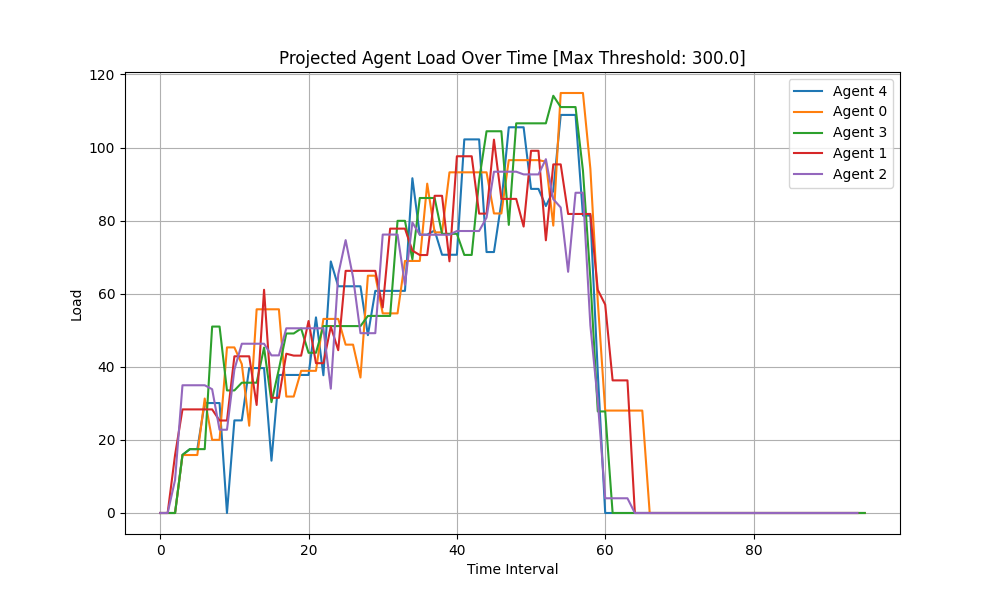 Projected Agent Load Over Time [Max Threshold: 300.0]
120
100
80
60
40
20
0
Load
0
20
40
60
80
Time Interval
Agent 4
Agent 0
Agent 3
Agent 1
Agent 2